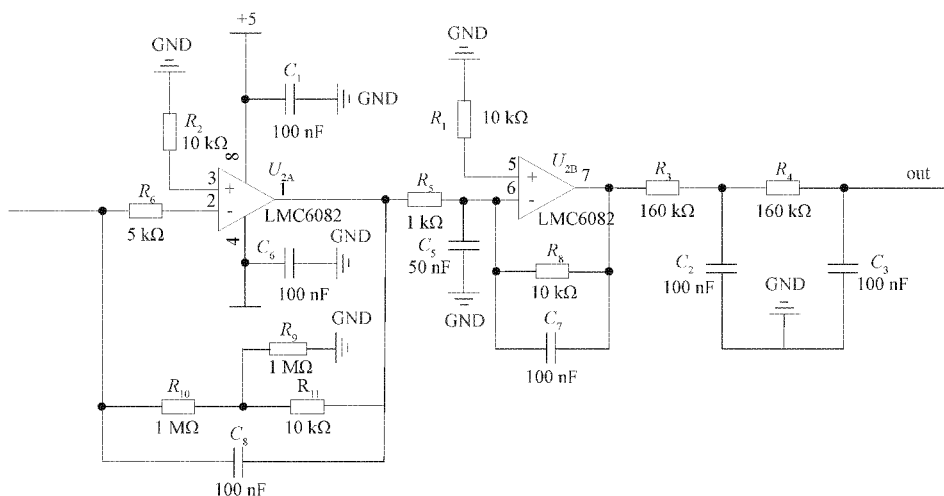 +5
GND
C1
GND
100 nF
R2
10 kΩ
8
3
+
2
-
U2A
1
LMC6082
4
R6
5 kΩ
C6
100 nF
GND
R9
1 MΩ
GND
R10
1 MΩ
R11
10 kΩ
C8
100 nF
GND
R1
10 kΩ
R5
1 kΩ
C5
50 nF
GND
5
+
6
-
U2B
7
LMC6082
R8
10 kΩ
C7
100 nF
R3
160 kΩ
R4
160 kΩ
out
C2
100 nF
GND
C3
100 nF